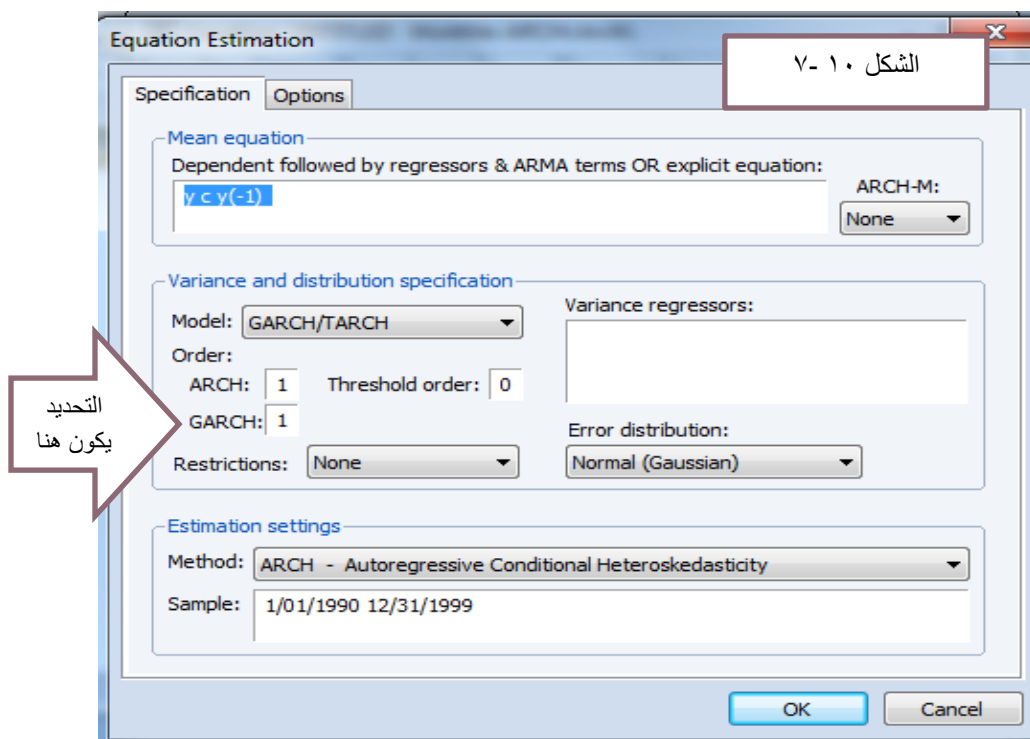 Equation Estimation
الشكل ١٠ -٧
Specification
Options
Mean equation
Dependent followed by regressors & ARMA terms OR explicit equation:
y c y(-1)
ARCH-M:
None
Variance and distribution specification
Model: GARCH/TARCH
Variance regressors:
Order:
ARCH: 1 Threshold order: 0
GARCH: 1
التحديد
يكون هنا
Error distribution:
Restrictions: None
Normal (Gaussian)
Estimation settings
Method: ARCH - Autoregressive Conditional Heteroskedasticity
Sample: 1/01/1990 12/31/1999
OK
Cancel